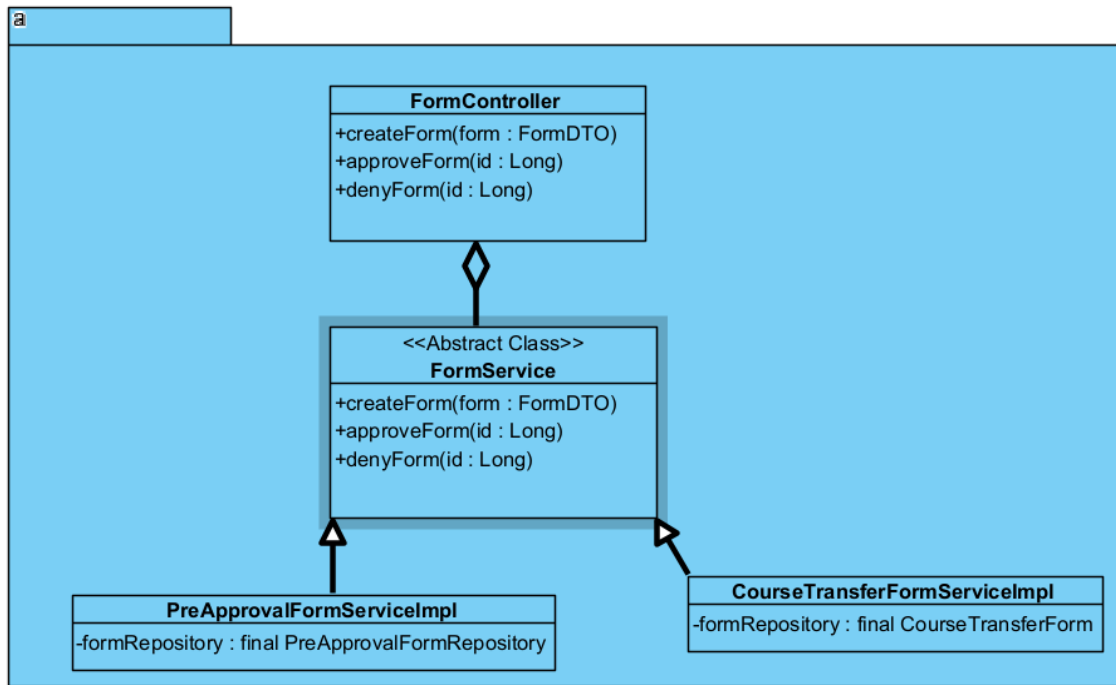 a
FormController
+createForm(form : FormDTO)
+approveForm(id : Long)
+denyForm(id : Long)
<<Abstract Class>>
FormService
+createForm(form : FormDTO)
+approveForm(id : Long)
+denyForm(id : Long)
PreApprovalFormServiceImpl
-formRepository : final PreApprovalFormRepository
CourseTransferFormServiceImpl
-formRepository : final CourseTransferForm